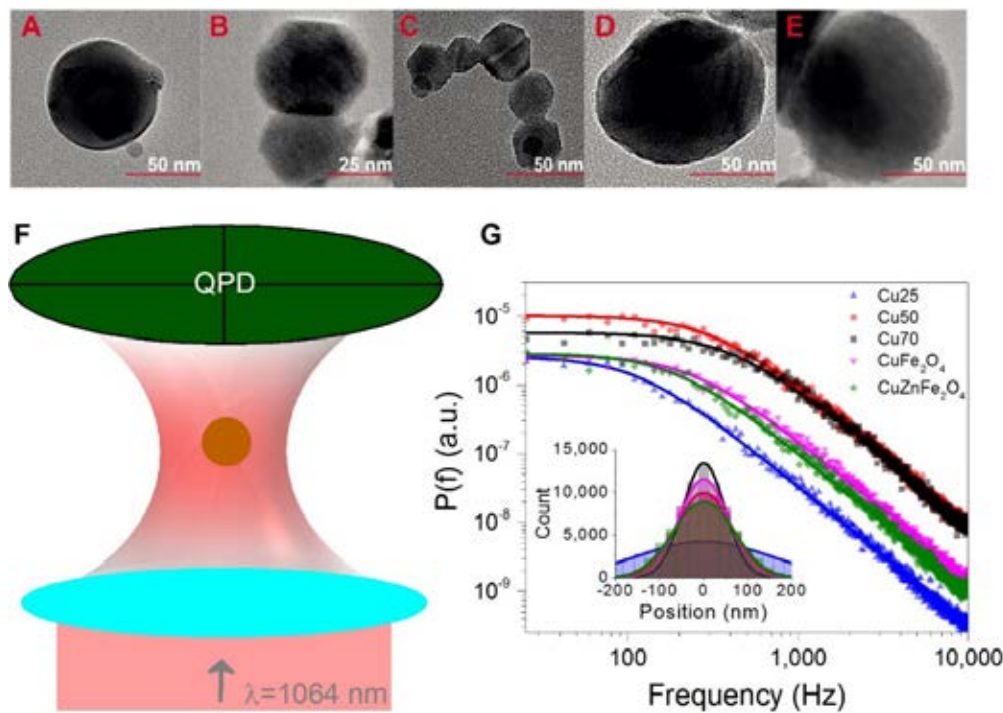 A B C D E
50 nm 25 nm 50 nm 50 nm 50 nm
F
QPD
λ=1064 nm
G
10⁻⁵
10⁻⁶
10⁻⁷
10⁻⁸
10⁻⁹
P(f) (a.u.)
Cu25
Cu50
Cu70
CuFe₂O₄
CuZnFe₂O₄
15,000
10,000
5,000
0
Count
-200 -100 0 100 200
Position (nm)
100 1,000 10,000
Frequency (Hz)